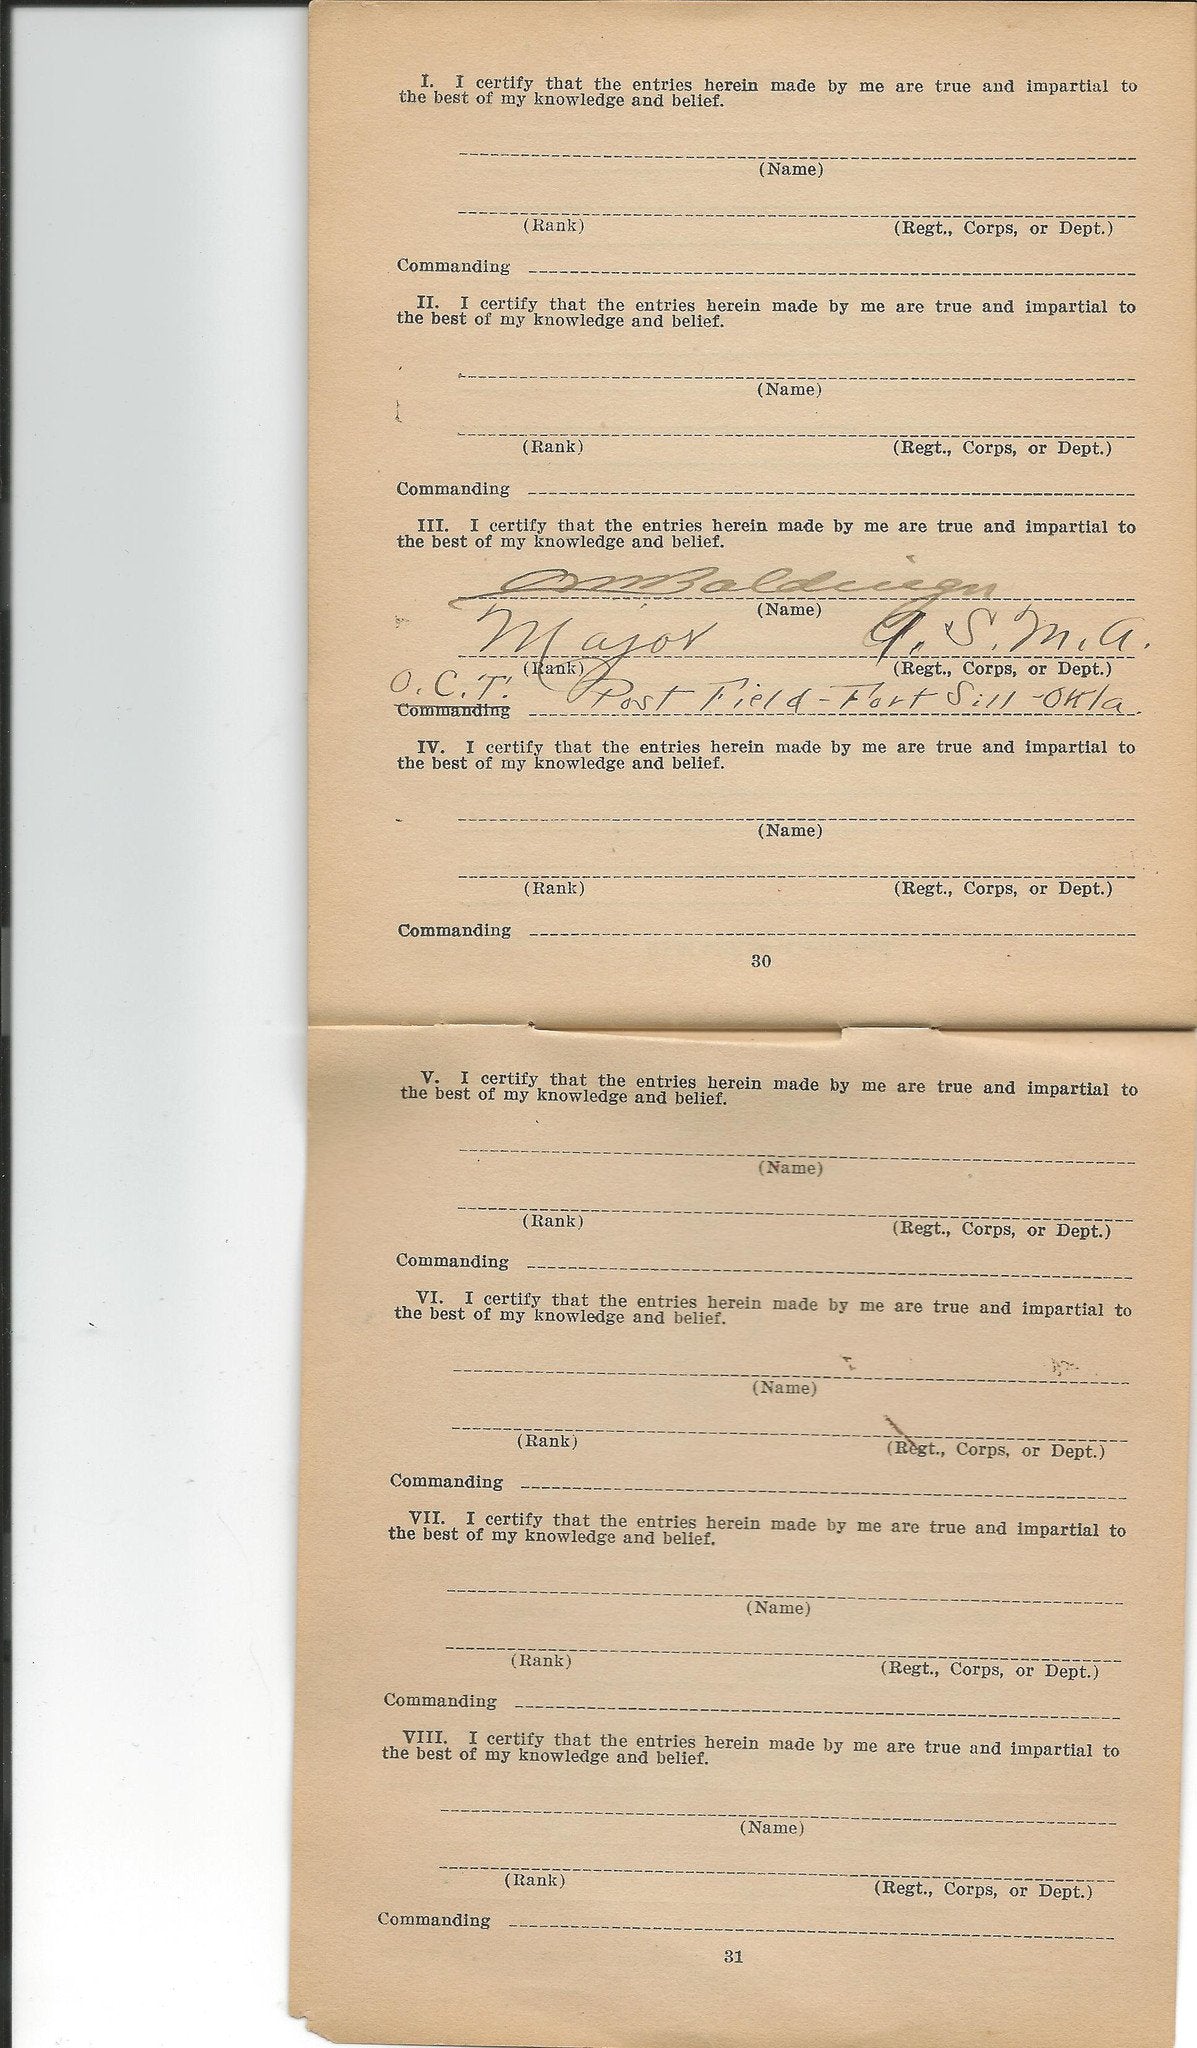 I. I certify that the entries herein made by me are true and impartial to
the best of my knowledge and belief.
(Name)
(Rank) (Regt., Corps, or Dept.)
Commanding
II. I certify that the entries herein made by me are true and impartial to
the best of my knowledge and belief.
(Name)
(Rank) (Regt., Corps, or Dept.)
Commanding
III. I certify that the entries herein made by me are true and impartial to
the best of my knowledge and belief.
(Name)
Major A.S.M.A.
(Rank) (Regt., Corps, or Dept.)
O.C.T. Post Field - Fort Sill - Okla.
Commanding
IV. I certify that the entries herein made by me are true and impartial to
the best of my knowledge and belief.
(Name)
(Rank) (Regt., Corps, or Dept.)
Commanding
30
V. I certify that the entries herein made by me are true and impartial to
the best of my knowledge and belief.
(Name)
(Rank) (Regt., Corps, or Dept.)
Commanding
VI. I certify that the entries herein made by me are true and impartial to
the best of my knowledge and belief.
(Name)
(Rank) (Regt., Corps, or Dept.)
Commanding
VII. I certify that the entries herein made by me are true and impartial to
the best of my knowledge and belief.
(Name)
(Rank) (Regt., Corps, or Dept.)
Commanding
VIII. I certify that the entries herein made by me are true and impartial to
the best of my knowledge and belief.
(Name)
(Rank) (Regt., Corps, or Dept.)
Commanding
31